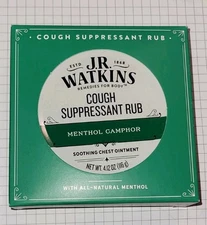 COUGH SUPPRESSANT RUB
ESTD 1868
J.R.
WATKINS
REMEDIES FOR BODY™
COUGH
SUPPRESSANT RUB
MENTHOL CAMPHOR
SOOTHING CHEST OINTMENT
NET WT. 4.12 OZ (116 G)
WITH ALL-NATURAL MENTHOL